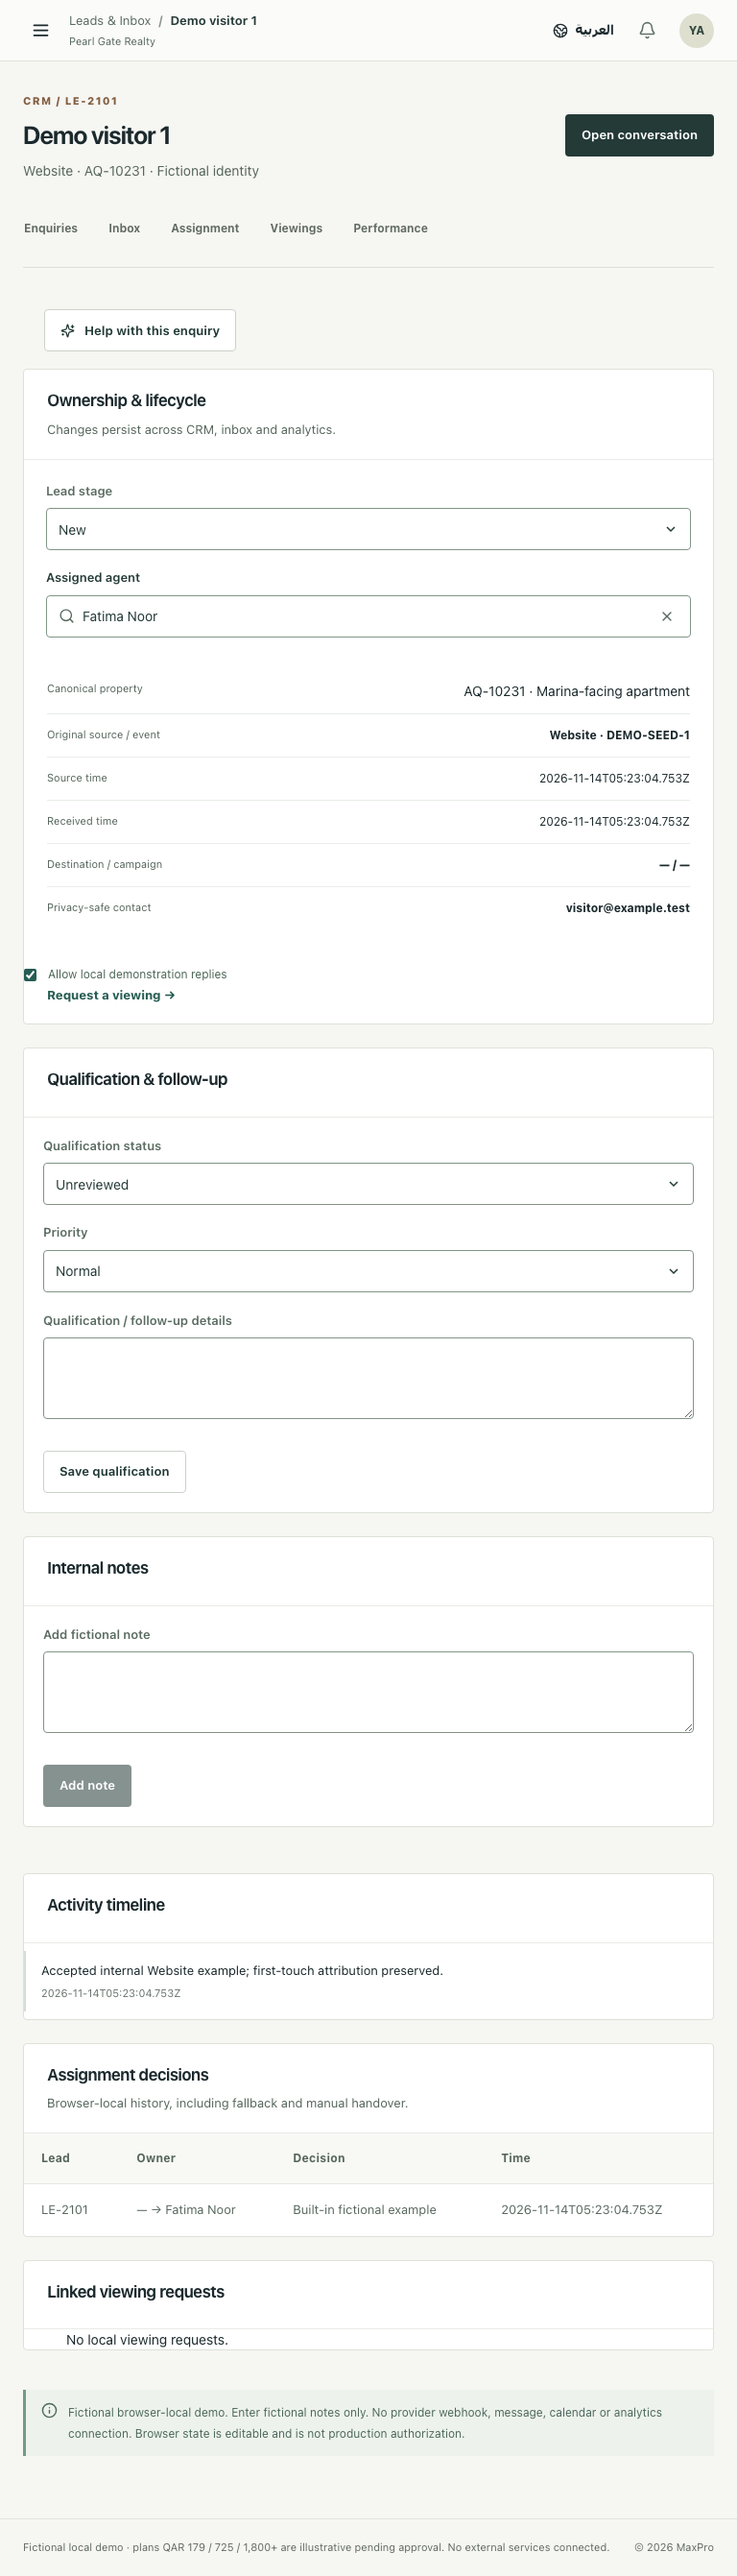 Leads & Inbox / Demo visitor 1
Pearl Gate Realty
العربية
YA
CRM / LE-2101
Demo visitor 1
Open conversation
Website · AQ-10231 · Fictional identity
Enquiries Inbox Assignment Viewings Performance
Help with this enquiry
Ownership & lifecycle
Changes persist across CRM, inbox and analytics.
Lead stage
New
Assigned agent
Fatima Noor
Canonical property AQ-10231 · Marina-facing apartment
Original source / event Website · DEMO-SEED-1
Source time 2026-11-14T05:23:04.753Z
Received time 2026-11-14T05:23:04.753Z
Destination / campaign — / —
Privacy-safe contact visitor@example.test
Allow local demonstration replies
Request a viewing →
Qualification & follow-up
Qualification status
Unreviewed
Priority
Normal
Qualification / follow-up details
Save qualification
Internal notes
Add fictional note
Add note
Activity timeline
Accepted internal Website example; first-touch attribution preserved.
2026-11-14T05:23:04.753Z
Assignment decisions
Browser-local history, including fallback and manual handover.
Lead Owner Decision Time
LE-2101 — → Fatima Noor Built-in fictional example 2026-11-14T05:23:04.753Z
Linked viewing requests
No local viewing requests.
Fictional browser-local demo. Enter fictional notes only. No provider webhook, message, calendar or analytics
connection. Browser state is editable and is not production authorization.
Fictional local demo · plans QAR 179 / 725 / 1,800+ are illustrative pending approval. No external services connected. © 2026 MaxPro